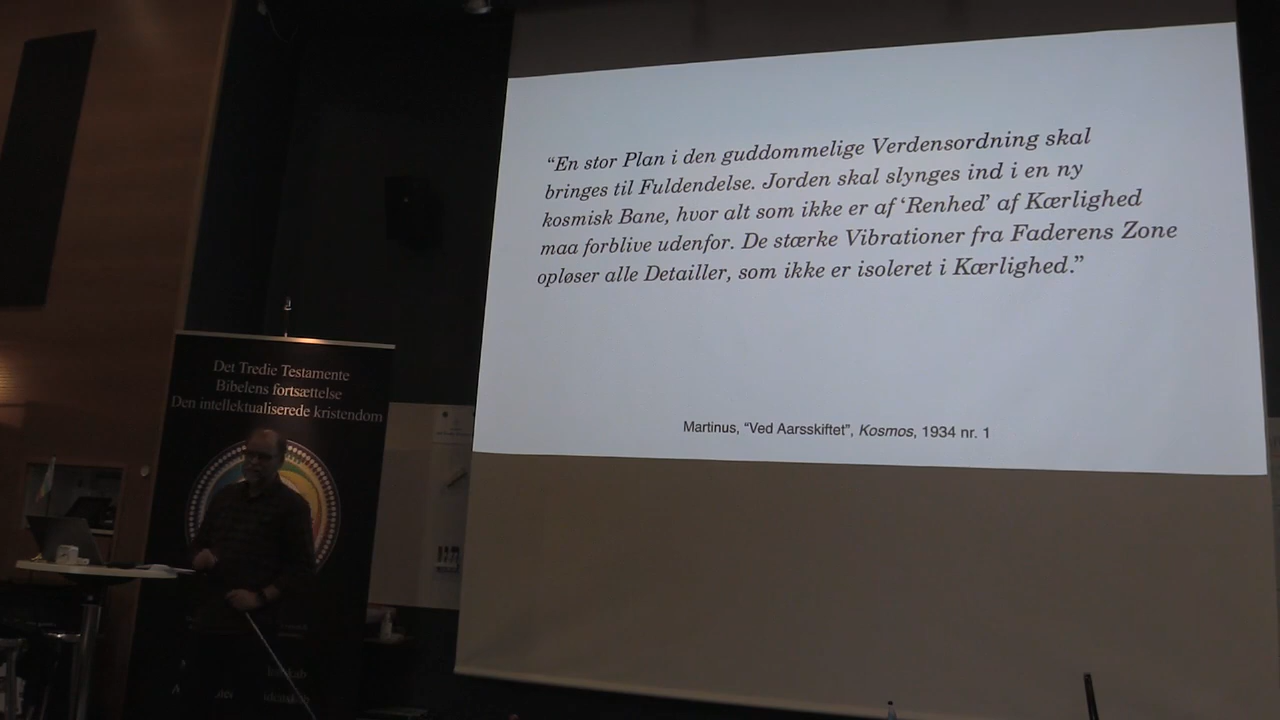 “En stor Plan i den guddommelige Verdensordning skal
bringes til Fuldendelse. Jorden skal slynges ind i en ny
kosmisk Bane, hvor alt som ikke er af ‘Renhed’ af Kærlighed
maa forblive udenfor. De stærke Vibrationer fra Faderens Zone
opløser alle Detailler, som ikke er isoleret i Kærlighed.”
Martinus, “Ved Aarsskiftet”, Kosmos, 1934 nr. 1
Det Tredie Testamente
Bibelens fortsættelse
Den intellektualiserede kristendom